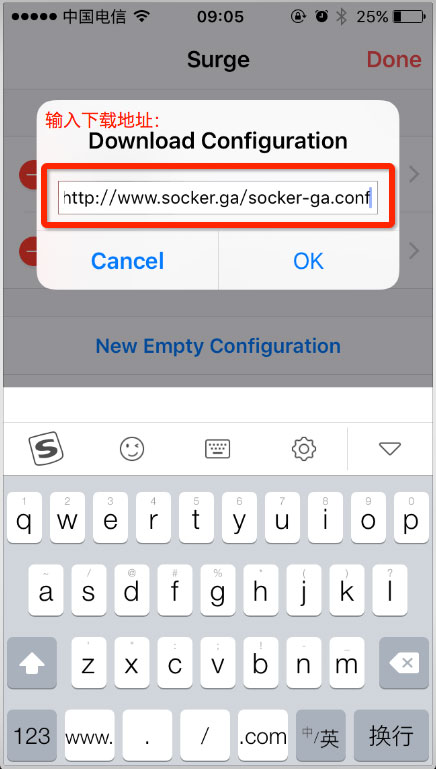 中国电信 09:05 25%
Surge Done
输入下载地址:
Download Configuration
http://www.socker.ga/socker-ga.conf
Cancel OK
New Empty Configuration
S
1 2 3 4 5 6 7 8 9 0
q w e r t y u i o p
~ / @ # % * ( )
a s d f g h j k l
' " : ; ! - _
z x c v b n m
123 www. . / .com 中/英 换行